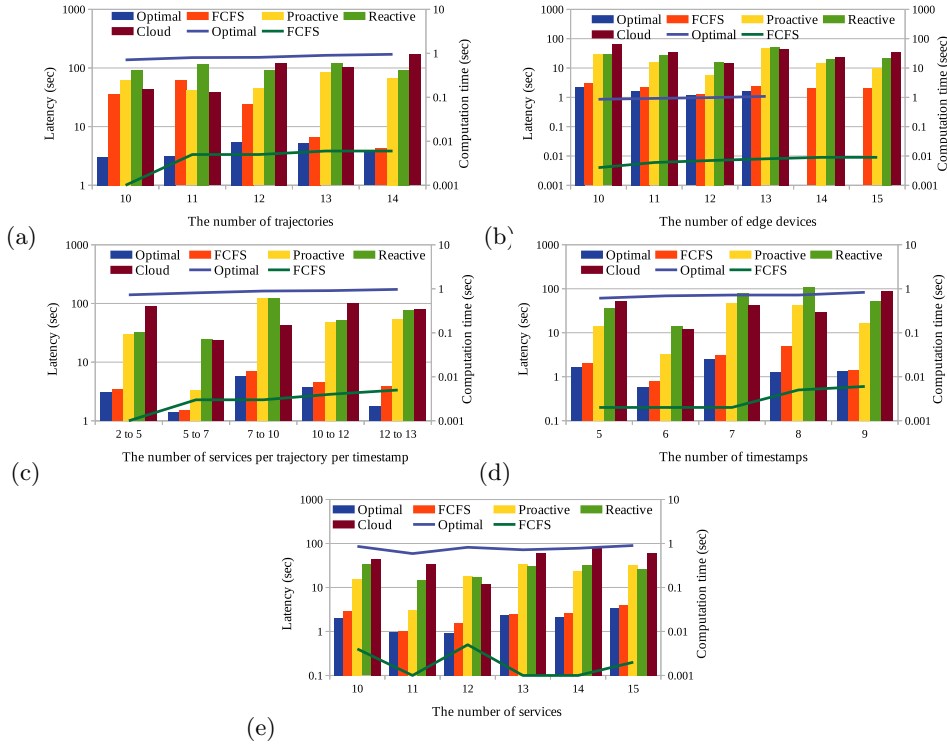 1000
100
10
1
Latency (sec)
Optimal FCFS Proactive Reactive
Cloud Optimal FCFS
10
1
0.1
0.01
0.001
Computation time (sec)
10 11 12 13 14
The number of trajectories
(a)
1000
100
10
1
0.1
0.01
0.001
Latency (sec)
Optimal FCFS Proactive Reactive
Cloud Optimal FCFS
1000
100
10
1
0.1
0.01
0.001
Computation time (seed)
10 11 12 13 14 15
The number of edge devices
(b)
1000
100
10
1
Latency (sec)
Optimal FCFS Proactive Reactive
Cloud Optimal FCFS
10
1
0.1
0.01
0.001
Computation time (sec)
2 to 5 5 to 7 7 to 10 10 to 12 12 to 13
The number of services per trajectory per timestamp
(c)
1000
100
10
1
0.1
Latency (sec)
Optimal FCFS Proactive Reactive
Cloud Optimal FCFS
10
1
0.1
0.01
0.001
Computation time (sec)
5 6 7 8 9
The number of timestamps
(d)
1000
100
10
1
0.1
Latency (sec)
Optimal FCFS Proactive Reactive
Cloud Optimal FCFS
10
1
0.1
0.01
0.001
Computation time (sec)
10 11 12 13 14 15
The number of services
(e)